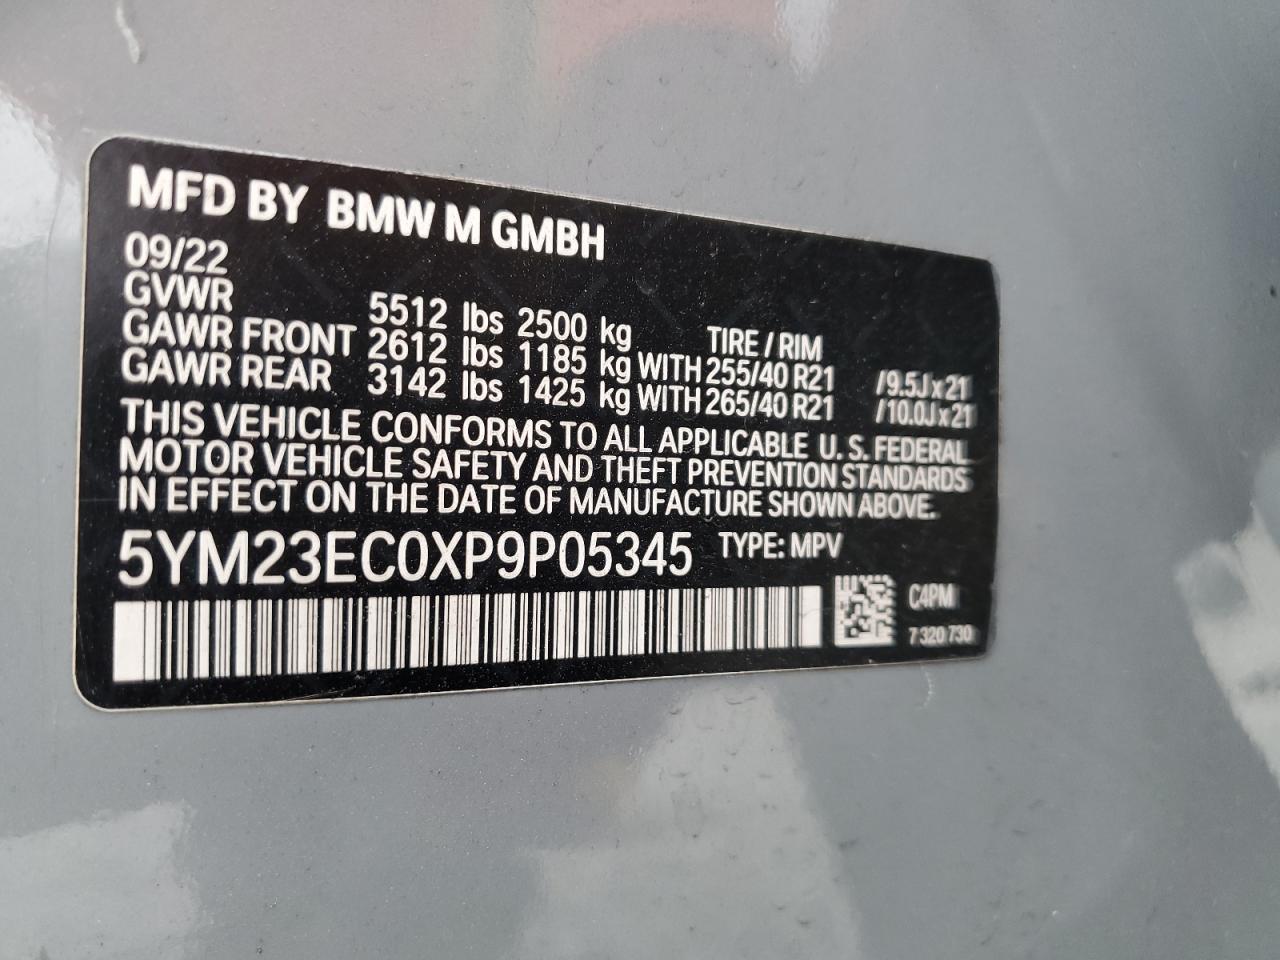 MFD BY BMW M GMBH
09/22
GVWR 5512 lbs 2500 kg TIRE / RIM
GAWR FRONT 2612 lbs 1185 kg WITH 255/40 R21 /9.5J x 21
GAWR REAR 3142 lbs 1425 kg WITH 265/40 R21 /10.0J x 21
THIS VEHICLE CONFORMS TO ALL APPLICABLE U. S. FEDERAL
MOTOR VEHICLE SAFETY AND THEFT PREVENTION STANDARDS
IN EFFECT ON THE DATE OF MANUFACTURE SHOWN ABOVE.
5YM23EC0XP9P05345 TYPE: MPV
C4PM
7 320 730